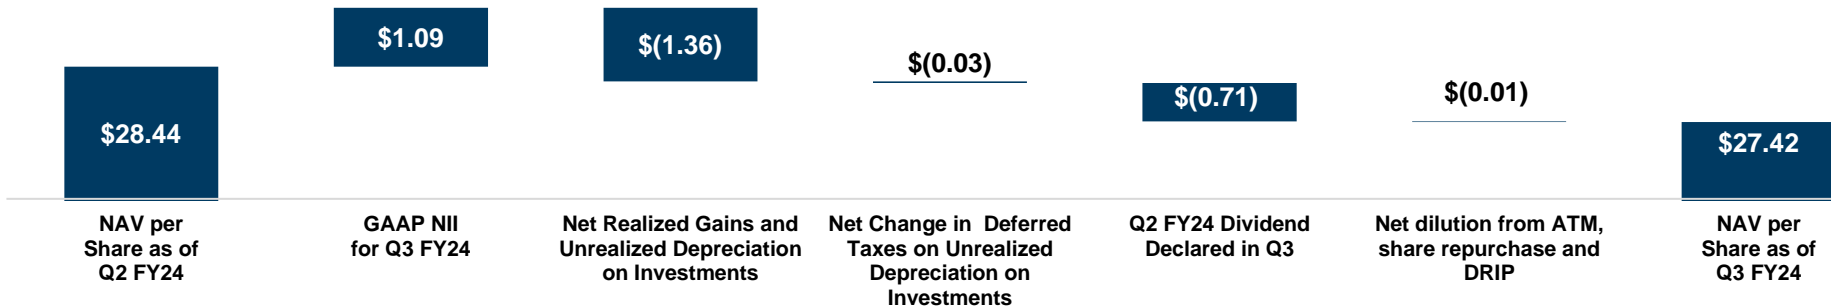 $28.44
$1.09
$(1.36)
$(0.03)
$(0.71)
$(0.01)
$27.42
NAV per
Share as of
Q2 FY24
GAAP NII
for Q3 FY24
Net Realized Gains and
Unrealized Depreciation
on Investments
Net Change in  Deferred
Taxes on Unrealized
Depreciation on
Investments
Q2 FY24 Dividend
Declared in Q3
Net dilution from ATM,
share repurchase and
DRIP
NAV per
Share as of
Q3 FY24